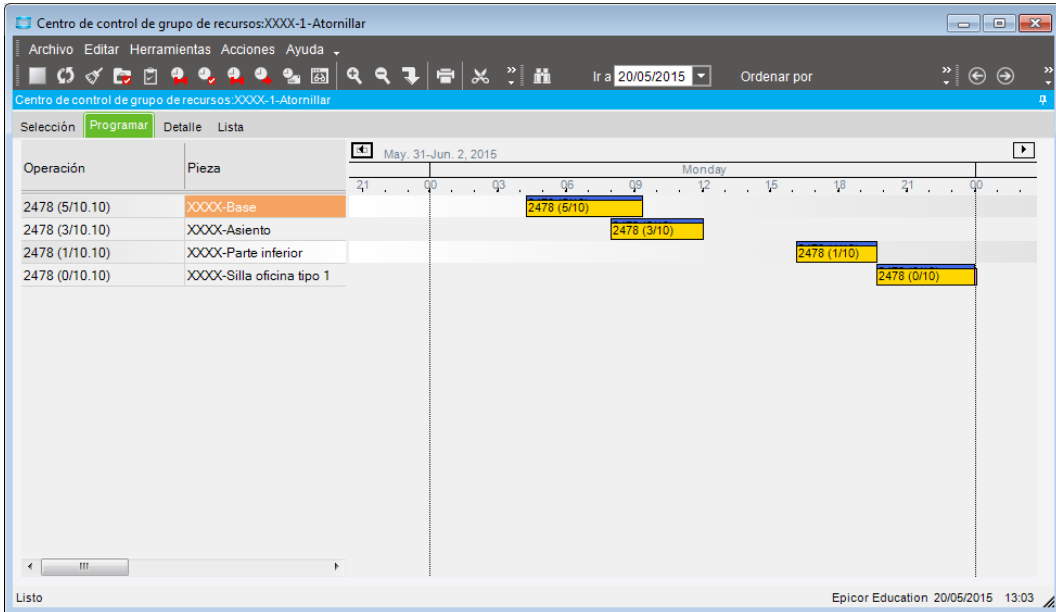 Centro de control de grupo de recursos:XXXX-1-Atornillar
Archivo Editar Herramientas Acciones Ayuda
Ir a 20/05/2015 Ordenar por
Centro de control de grupo de recursos:XXXX-1-Atornillar
Selección Programar Detalle Lista
Operación Pieza
May. 31-Jun. 2, 2015
Monday
21 00 03 06 09 12 15 18 21 00
2478 (5/10.10) XXXX-Base 2478 (5/10)
2478 (3/10.10) XXXX-Asiento 2478 (3/10)
2478 (1/10.10) XXXX-Parte inferior 2478 (1/10)
2478 (0/10.10) XXXX-Silla oficina tipo 1 2478 (0/10)
Listo Epicor Education 20/05/2015 13:03